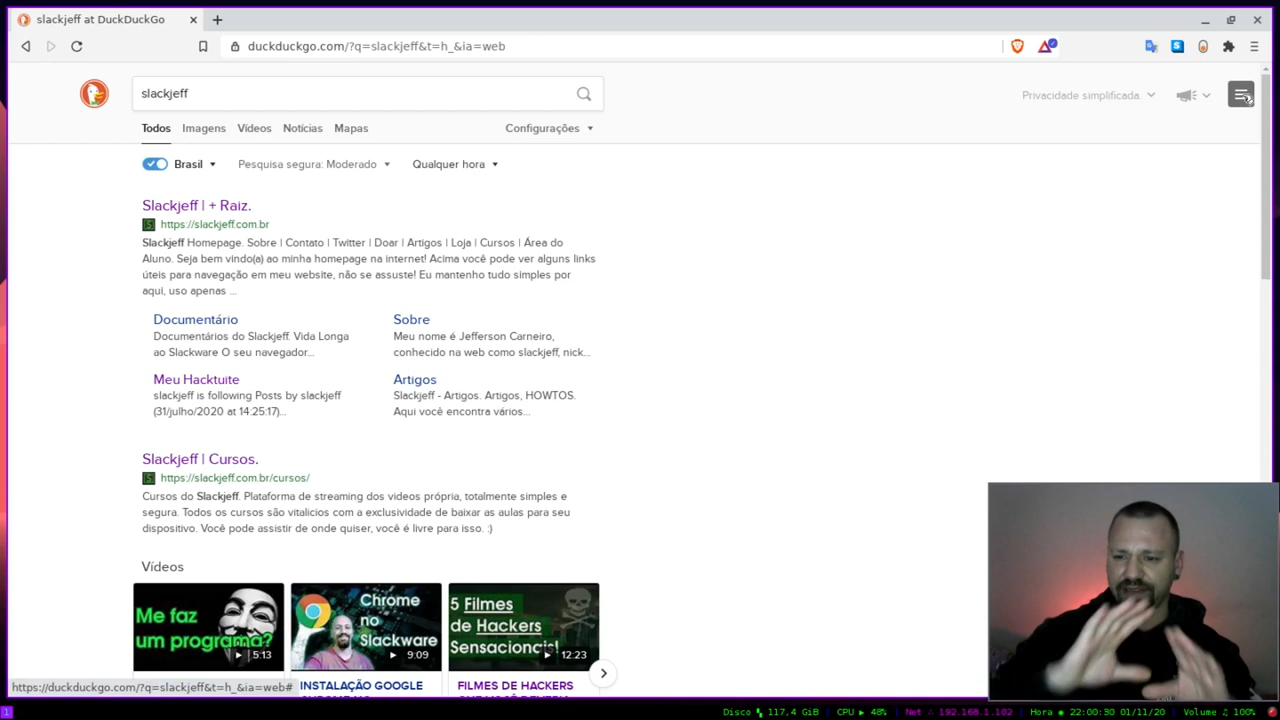 slackjeff at DuckDuckGo
duckduckgo.com/?q=slackjeff&t=h_&ia=web
slackjeff
Privacidade simplificada.
Todos Imagens Vídeos Notícias Mapas Configurações
Brasil Pesquisa segura: Moderado Qualquer hora
Slackjeff | + Raiz.
https://slackjeff.com.br
Slackjeff Homepage. Sobre | Contato | Twitter | Doar | Artigos | Loja | Cursos | Área do
Aluno. Seja bem vindo(a) ao minha homepage na internet! Acima você pode ver alguns links
úteis para navegação em meu website, não se assuste! Eu mantenho tudo simples por
aqui, uso apenas ...
Documentário
Documentários do Slackjeff. Vida Longa
ao Slackware O seu navegador...
Sobre
Meu nome é Jefferson Carneiro,
conhecido na web como slackjeff, nick...
Meu Hacktuite
slackjeff is following Posts by slackjeff
(31/julho/2020 at 14:25:17)...
Artigos
Slackjeff - Artigos. Artigos, HOWTOS.
Aqui você encontra vários...
Slackjeff | Cursos.
https://slackjeff.com.br/cursos/
Cursos do Slackjeff. Plataforma de streaming dos videos própria, totalmente simples e
segura. Todos os cursos são vitalicios com a exclusividade de baixar as aulas para seu
dispositivo. Você pode assistir de onde quiser, você é livre para isso. :)
Vídeos
Me faz
um programa?
5:13
Chrome
no
Slackware
9:09
5 Filmes
de Hackers
Sensacionais!
12:23
INSTALAÇÃO GOOGLE
FILMES DE HACKERS
https://duckduckgo.com/?q=slackjeff&t=h_&ia=web#
1 Disco 117,4 GiB CPU 48% Net 192.168.1.102 Hora 22:00:30 01/11/20 Volume 100%